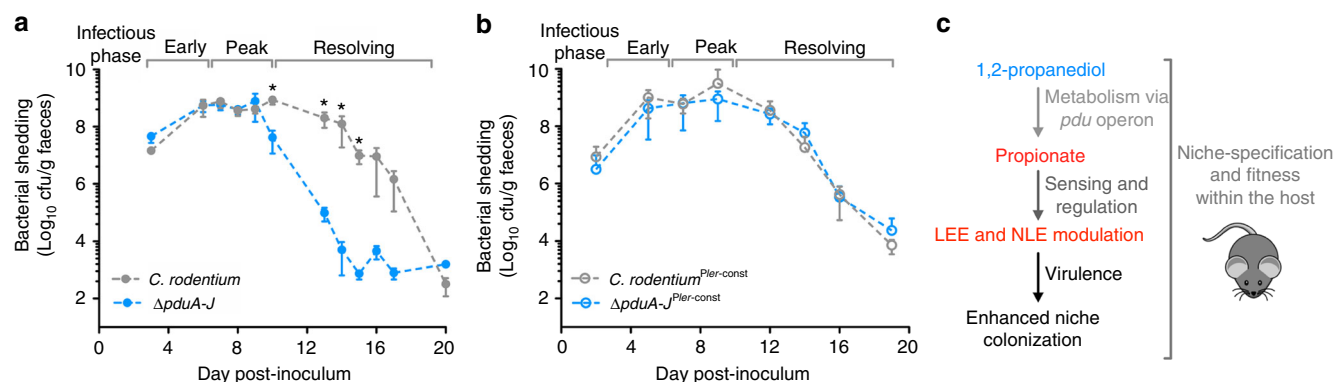 a
Infectious
phase
Early
Peak
Resolving
10
8
6
4
2
Bacterial shedding
(Log10 cfu/g faeces)
*
*
*
*
C. rodentium
ΔpduA-J
0
4
8
12
16
20
Day post-inoculum
b
Infectious
phase
Early
Peak
Resolving
10
8
6
4
2
Bacterial shedding
(Log10 cfu/g faeces)
C. rodentiumPler-const
ΔpduA-JPler-const
0
4
8
12
16
20
Day post-inoculum
c
1,2-propanediol
Metabolism via
pdu operon
Propionate
Sensing and
regulation
LEE and NLE modulation
Virulence
Enhanced niche
colonization
Niche-specification
and fitness
within the host